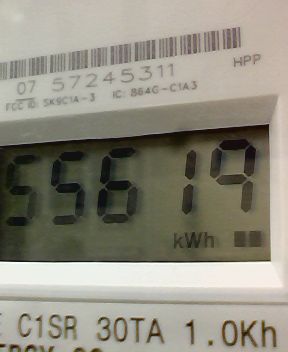 HPP
07 57245311
FCC ID: SK9C1A-3 IC: 864G-C1A3
55619
kWh
C1SR 30TA 1.0Kh